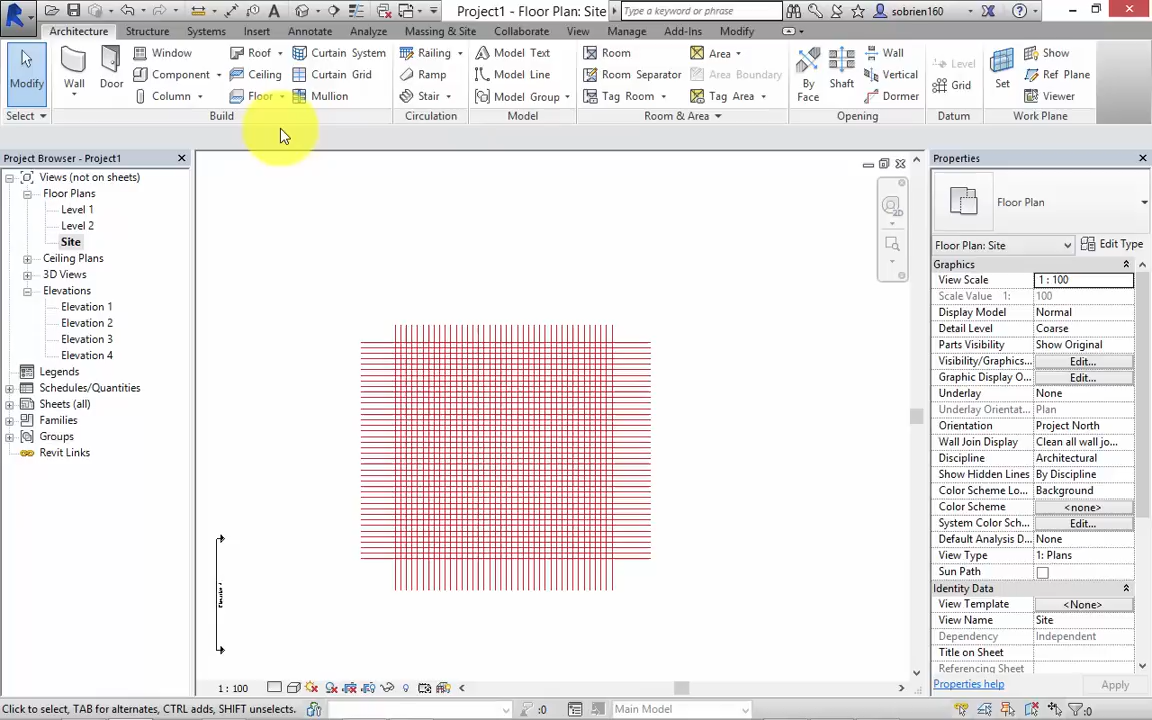 Project1 - Floor Plan: Site
Type a keyword or phrase
sobrien160
Architecture Structure Systems Insert Annotate Analyze Massing & Site Collaborate View Manage Add-Ins Modify
Modify
Wall
Door
Window
Component
Column
Roof
Ceiling
Floor
Curtain System
Curtain Grid
Mullion
Railing
Ramp
Stair
Model Text
Model Line
Model Group
Room
Room Separator
Tag Room
Area
Area Boundary
Tag Area
By
Face
Shaft
Wall
Vertical
Dormer
Level
Grid
Set
Show
Ref Plane
Viewer
Select
Build
Circulation
Model
Room & Area
Opening
Datum
Work Plane
Project Browser - Project1
Views (not on sheets)
Floor Plans
Level 1
Level 2
Site
Ceiling Plans
3D Views
Elevations
Elevation 1
Elevation 2
Elevation 3
Elevation 4
Legends
Schedules/Quantities
Sheets (all)
Families
Groups
Revit Links
2D
Properties
Floor Plan
Floor Plan: Site
Edit Type
Graphics
View Scale 1 : 100
Scale Value 1: 100
Display Model Normal
Detail Level Coarse
Parts Visibility Show Original
Visibility/Graphics... Edit...
Graphic Display O... Edit...
Underlay None
Underlay Orientat... Plan
Orientation Project North
Wall Join Display Clean all wall jo...
Discipline Architectural
Show Hidden Lines By Discipline
Color Scheme Lo... Background
Color Scheme <none>
System Color Sch... Edit...
Default Analysis D... None
View Type 1: Plans
Sun Path
Identity Data
View Template <None>
View Name Site
Dependency Independent
Title on Sheet
Referencing Sheet
Properties help
Apply
1 : 100
Click to select, TAB for alternates, CTRL adds, SHIFT unselects.
:0
Main Model
:0